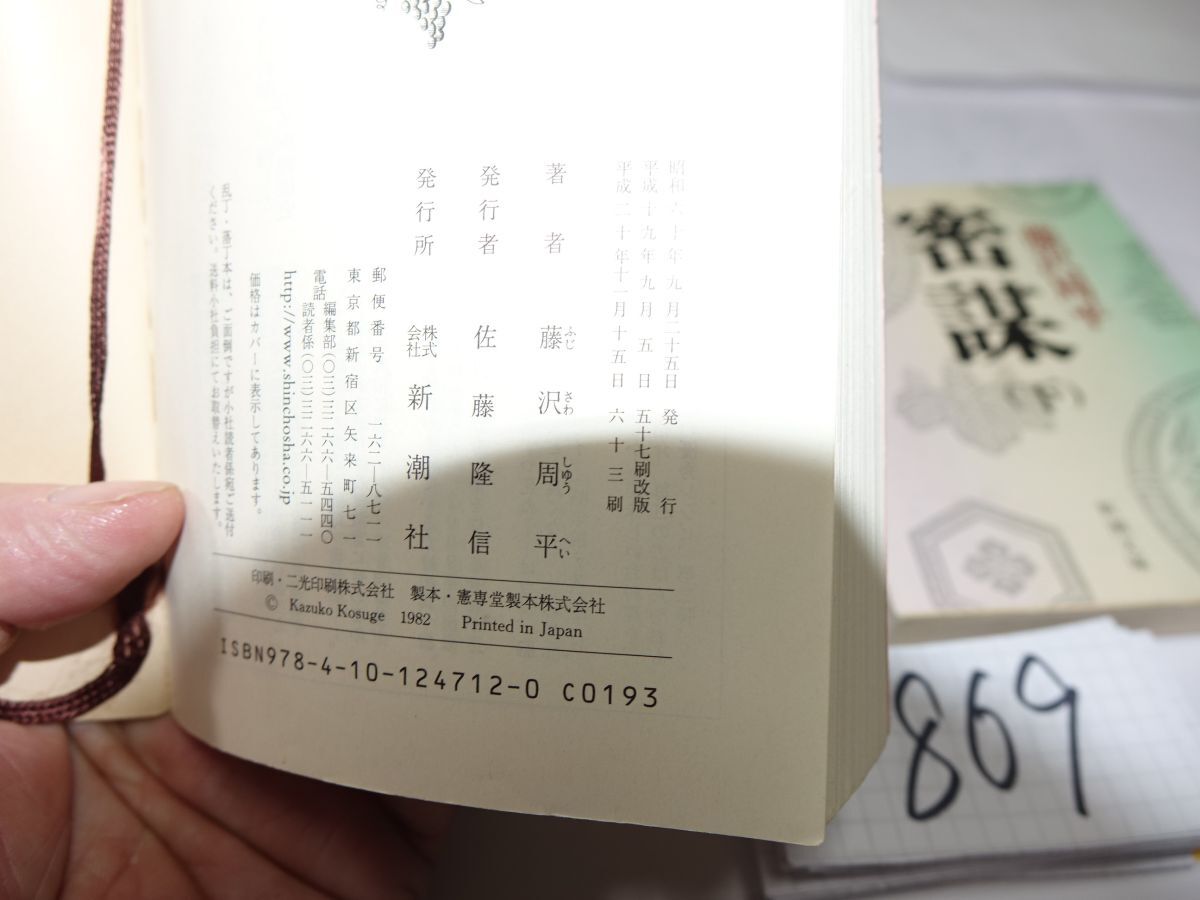 昭和六十年九月二十五日 発行
平成十九年九月五日 五十七刷改版
平成二十年十一月十五日 六十三刷
著者 藤沢周平
ふじ さわ しゆう へい
発行者 佐藤隆信
発行所 株式会社 新潮社
郵便番号 一六二―八七一一
東京都新宿区矢来町七一
電話 編集部(〇三)三二六六―五四四〇
読者係(〇三)三二六六―五一一一
http://www.shinchosha.co.jp
価格はカバーに表示してあります。
乱丁・落丁本は、ご面倒ですが小社読者係宛ご送付
ください。送料小社負担にてお取替えいたします。
印刷・二光印刷株式会社 製本・憲専堂製本株式会社
© Kazuko Kosuge 1982 Printed in Japan
ISBN978-4-10-124712-0 C0193
密謀
(下)
869